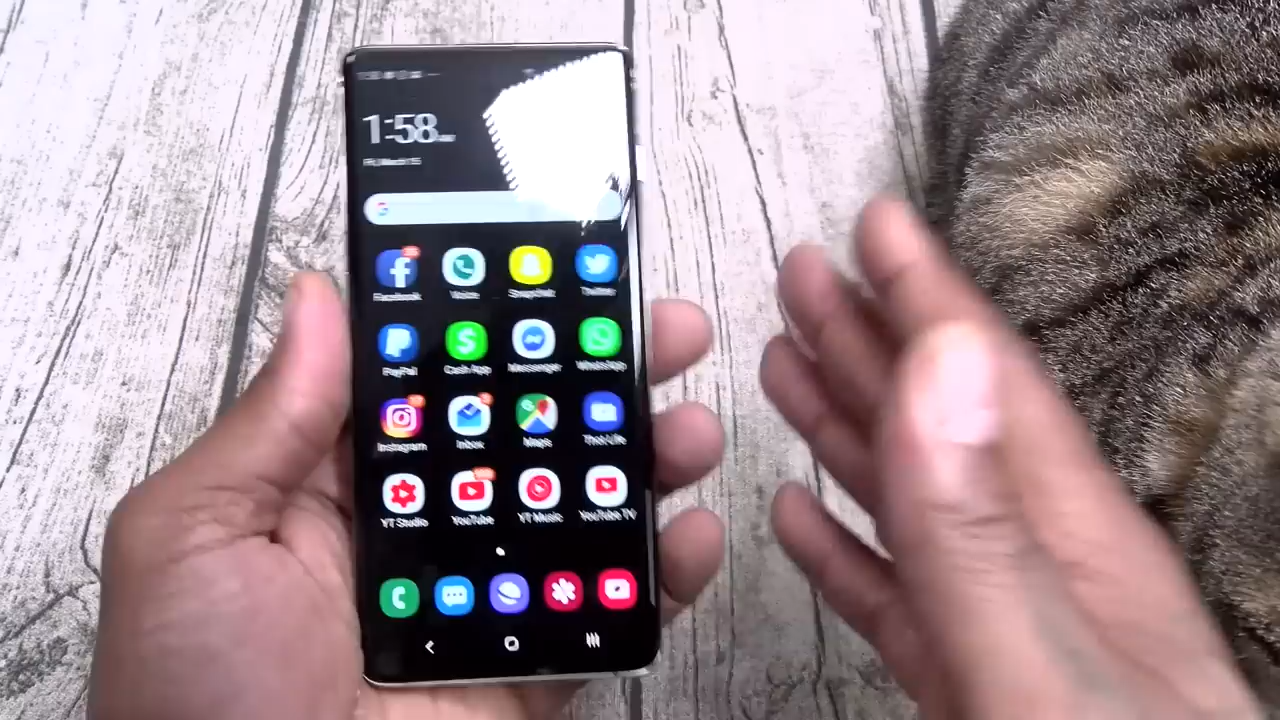 1:58
Facebook Voice Snapchat Twitter
PayPal Cash App Messenger WhatsApp
Instagram Inbox Maps
YT Studio YouTube YT Music YouTube TV